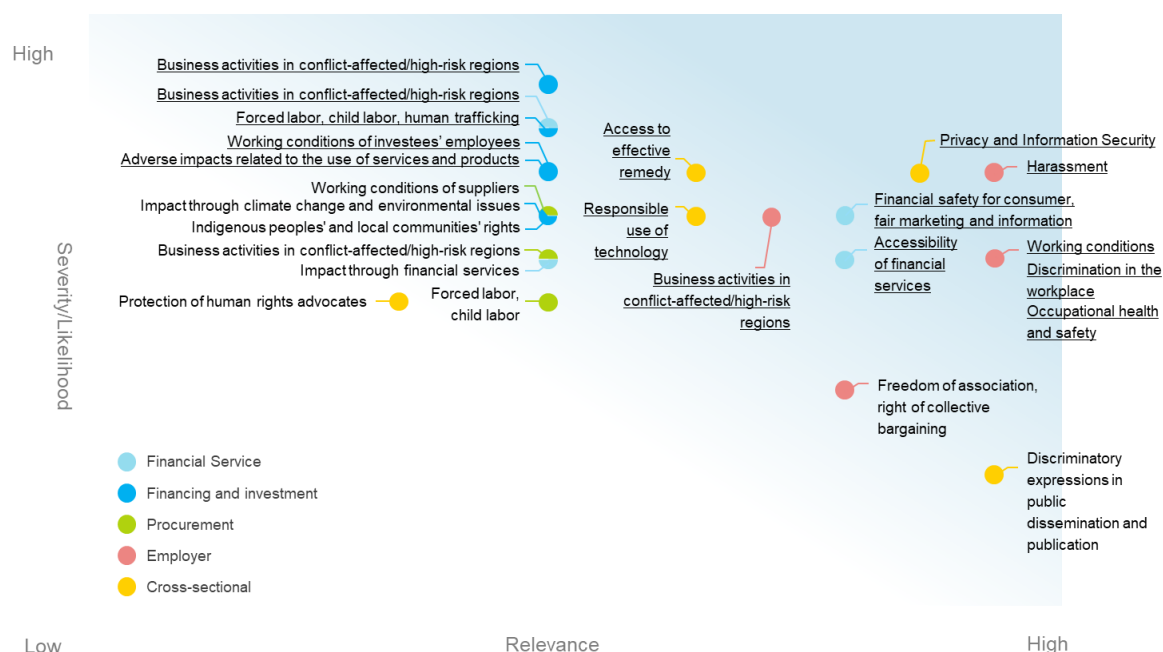 High
Business activities in conflict-affected/high-risk regions
Business activities in conflict-affected/high-risk regions
Forced labor, child labor, human trafficking
Working conditions of investees' employees
Adverse impacts related to the use of services and products
Working conditions of suppliers
Impact through climate change and environmental issues
Indigenous peoples' and local communities' rights
Business activities in conflict-affected/high-risk regions
Impact through financial services
Protection of human rights advocates
Forced labor,
child labor
Access to
effective
remedy
Responsible
use of
technology
Business activities in
conflict-affected/high-risk
regions
Privacy and Information Security
Harassment
Financial safety for consumer,
fair marketing and information
Accessibility
of financial
services
Working conditions
Discrimination in the
workplace
Occupational health
and safety
Freedom of association,
right of collective
bargaining
Discriminatory
expressions in
public
dissemination and
publication
Severity/Likelihood
Financial Service
Financing and investment
Procurement
Employer
Cross-sectional
Low
Relevance
High